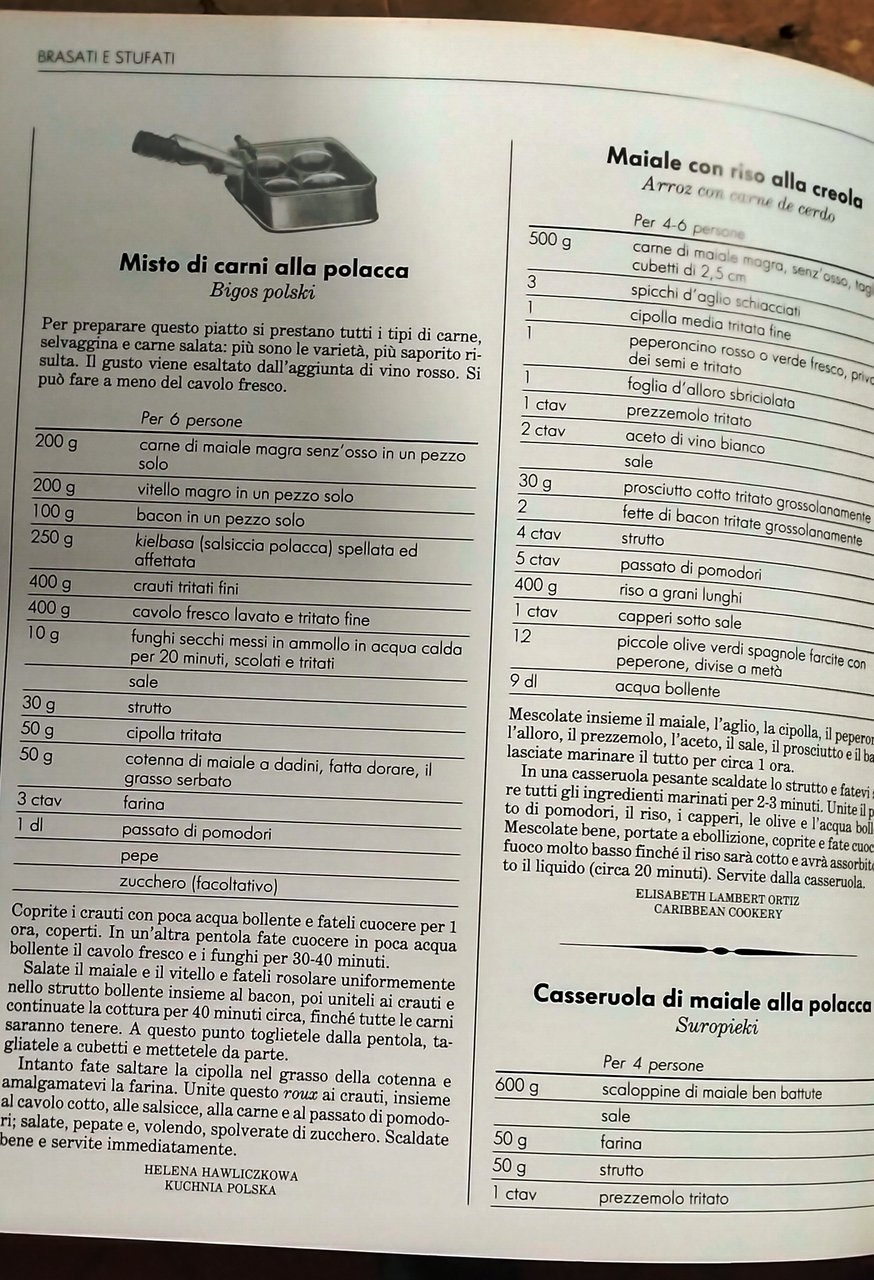 BRASATI E STUFATI
Misto di carni alla polacca
Bigos polski
Per preparare questo piatto si prestano tutti i tipi di carne,
selvaggina e carne salata: più sono le varietà, più saporito ri-
sulta. Il gusto viene esaltato dall'aggiunta di vino rosso. Si
può fare a meno del cavolo fresco.
Per 6 persone
200 g carne di maiale magra senz'osso in un pezzo
solo
200 g vitello magro in un pezzo solo
100 g bacon in un pezzo solo
250 g kielbasa (salsiccia polacca) spellata ed
affettata
400 g crauti tritati fini
400 g cavolo fresco lavato e tritato fine
10 g funghi secchi messi in ammollo in acqua calda
per 20 minuti, scolati e tritati
sale
30 g strutto
50 g cipolla tritata
50 g cotenna di maiale a dadini, fatta dorare, il
grasso serbato
3 ctav farina
1 dl passato di pomodori
pepe
zucchero (facoltativo)
Coprite i crauti con poca acqua bollente e fateli cuocere per 1
ora, coperti. In un'altra pentola fate cuocere in poca acqua
bollente il cavolo fresco e i funghi per 30-40 minuti.
Salate il maiale e il vitello e fateli rosolare uniformemente
nello strutto bollente insieme al bacon, poi uniteli ai crauti e
continuate la cottura per 40 minuti circa, finché tutte le carni
saranno tenere. A questo punto toglietele dalla pentola, ta-
gliatele a cubetti e mettetele da parte.
Intanto fate saltare la cipolla nel grasso della cotenna e
amalgamatevi la farina. Unite questo roux ai crauti, insieme
al cavolo cotto, alle salsicce, alla carne e al passato di pomodo-
ri; salate, pepate e, volendo, spolverate di zucchero. Scaldate
bene e servite immediatamente.
HELENA HAWLICZKOWA
KUCHNIA POLSKA
Maiale con riso alla creola
Arroz con carne de cerdo
Per 4-6 persone
500 g carne di maiale magra, senz'osso,
cubetti di 2,5 cm
3 spicchi d'aglio schiacciati
1 cipolla media tritata fine
1 peperoncino rosso o verde fresco,
dei semi e tritato
1 foglia d'alloro sbriciolata
1 ctav prezzemolo tritato
2 ctav aceto di vino bianco
sale
30 g prosciutto cotto tritato grossolanamente
2 fette di bacon tritate grossolanamente
4 ctav strutto
5 ctav passato di pomodori
400 g riso a grani lunghi
1 ctav capperi sotto sale
12 piccole olive verdi spagnole farcite con
peperone, divise a metà
9 dl acqua bollente
Mescolate insieme il maiale, l'aglio, la cipolla, il
l'alloro, il prezzemolo, l'aceto, il sale, il prosciutto e il
lasciate marinare il tutto per circa 1 ora.
In una casseruola pesante scaldate lo strutto e fatevi
re tutti gli ingredienti marinati per 2-3 minuti. Unite il
to di pomodori, il riso, i capperi, le olive e l'acqua
Mescolate bene, portate a ebollizione, coprite e fate
fuoco molto basso finché il riso sarà cotto e avrà
to il liquido (circa 20 minuti). Servite dalla casseruola.
ELISABETH LAMBERT ORTIZ
CARIBBEAN COOKERY
Casseruola di maiale alla polacca
Suropieki
Per 4 persone
600 g scaloppine di maiale ben battute
sale
50 g farina
50 g strutto
1 ctav prezzemolo tritato